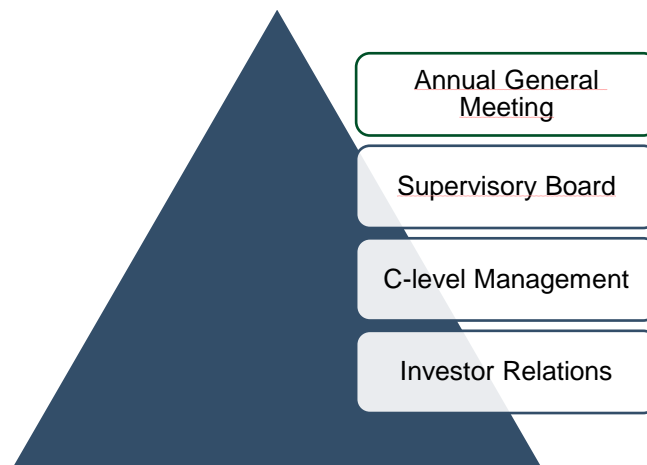 Annual General
Meeting
Supervisory Board
C-level Management
Investor Relations